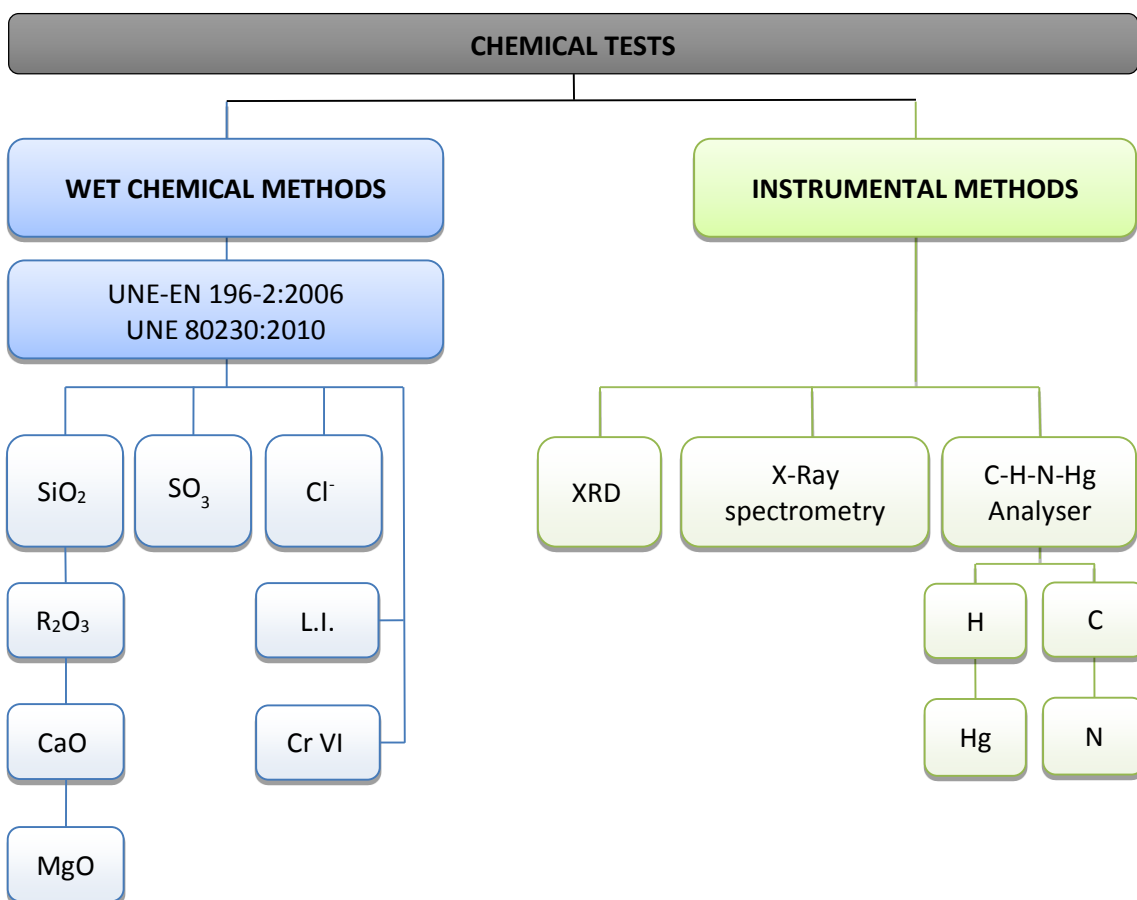 CHEMICAL TESTS
WET CHEMICAL METHODS
INSTRUMENTAL METHODS
UNE-EN 196-2:2006
UNE 80230:2010
SiO₂
SO₃
Cl⁻
XRD
X-Ray
spectrometry
C-H-N-Hg
Analyser
R₂O₃
L.I.
H
C
CaO
Cr VI
Hg
N
MgO